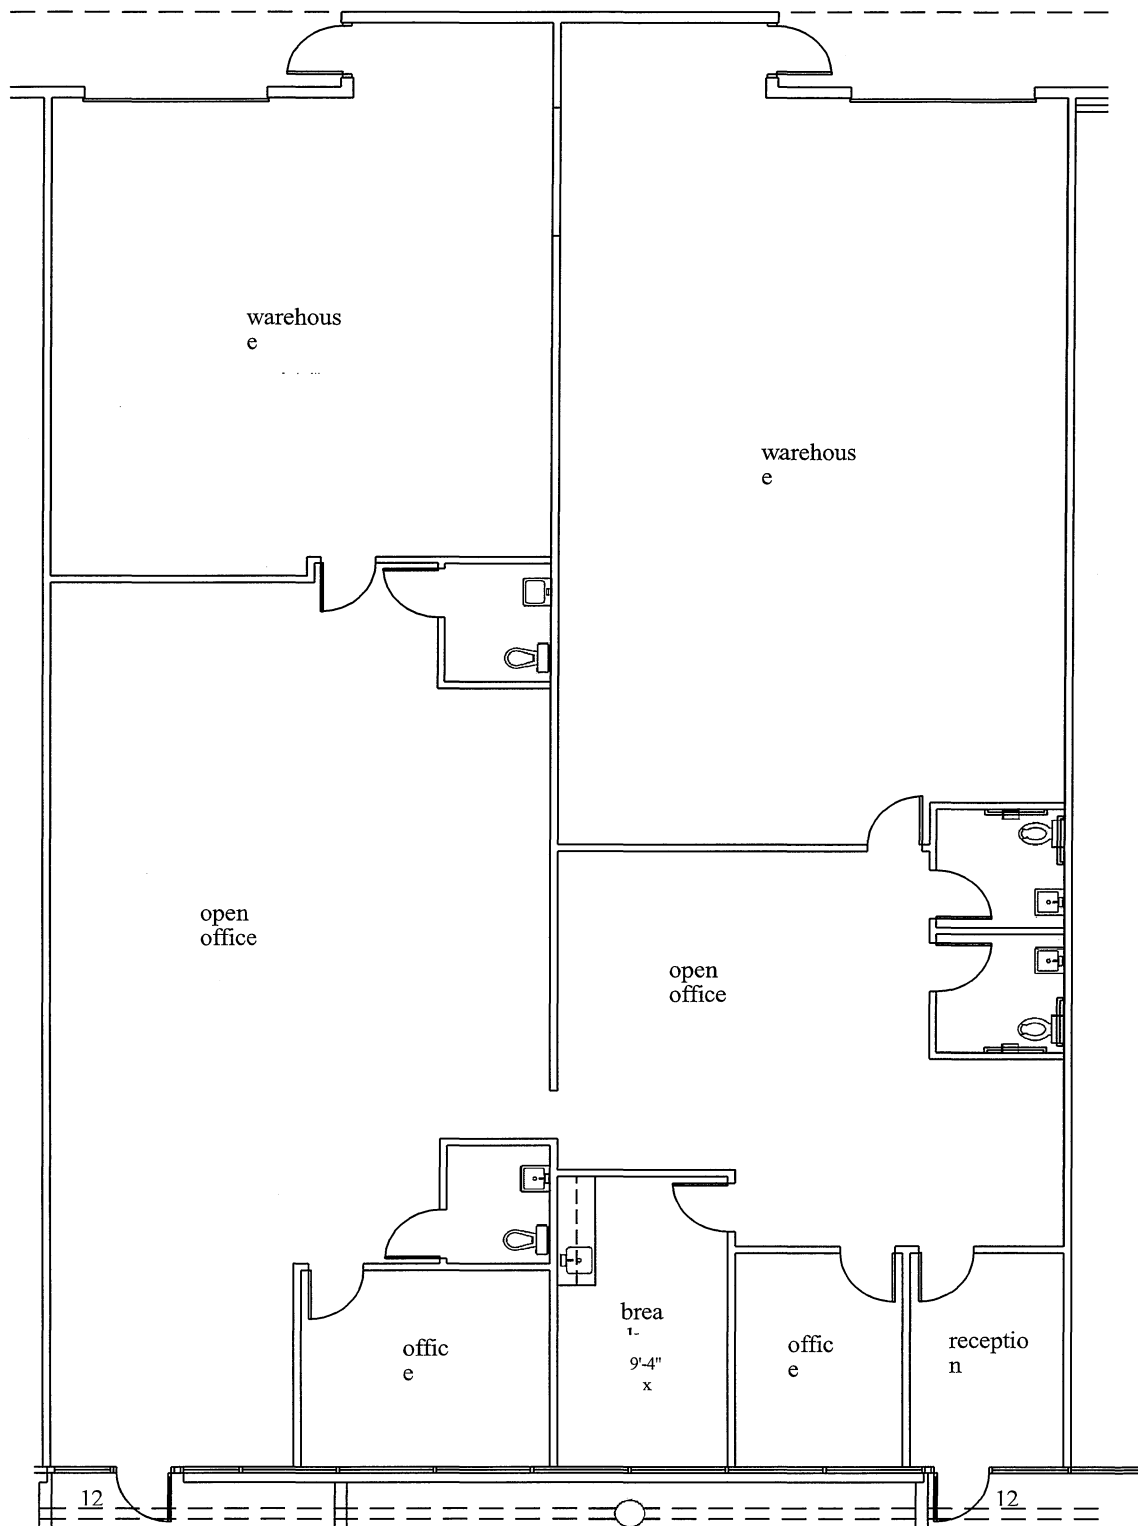 warehous
e
warehous
e
open
office
open
office
brea
9'-4"
x
offic
e
offic
e
receptio
n
12
12